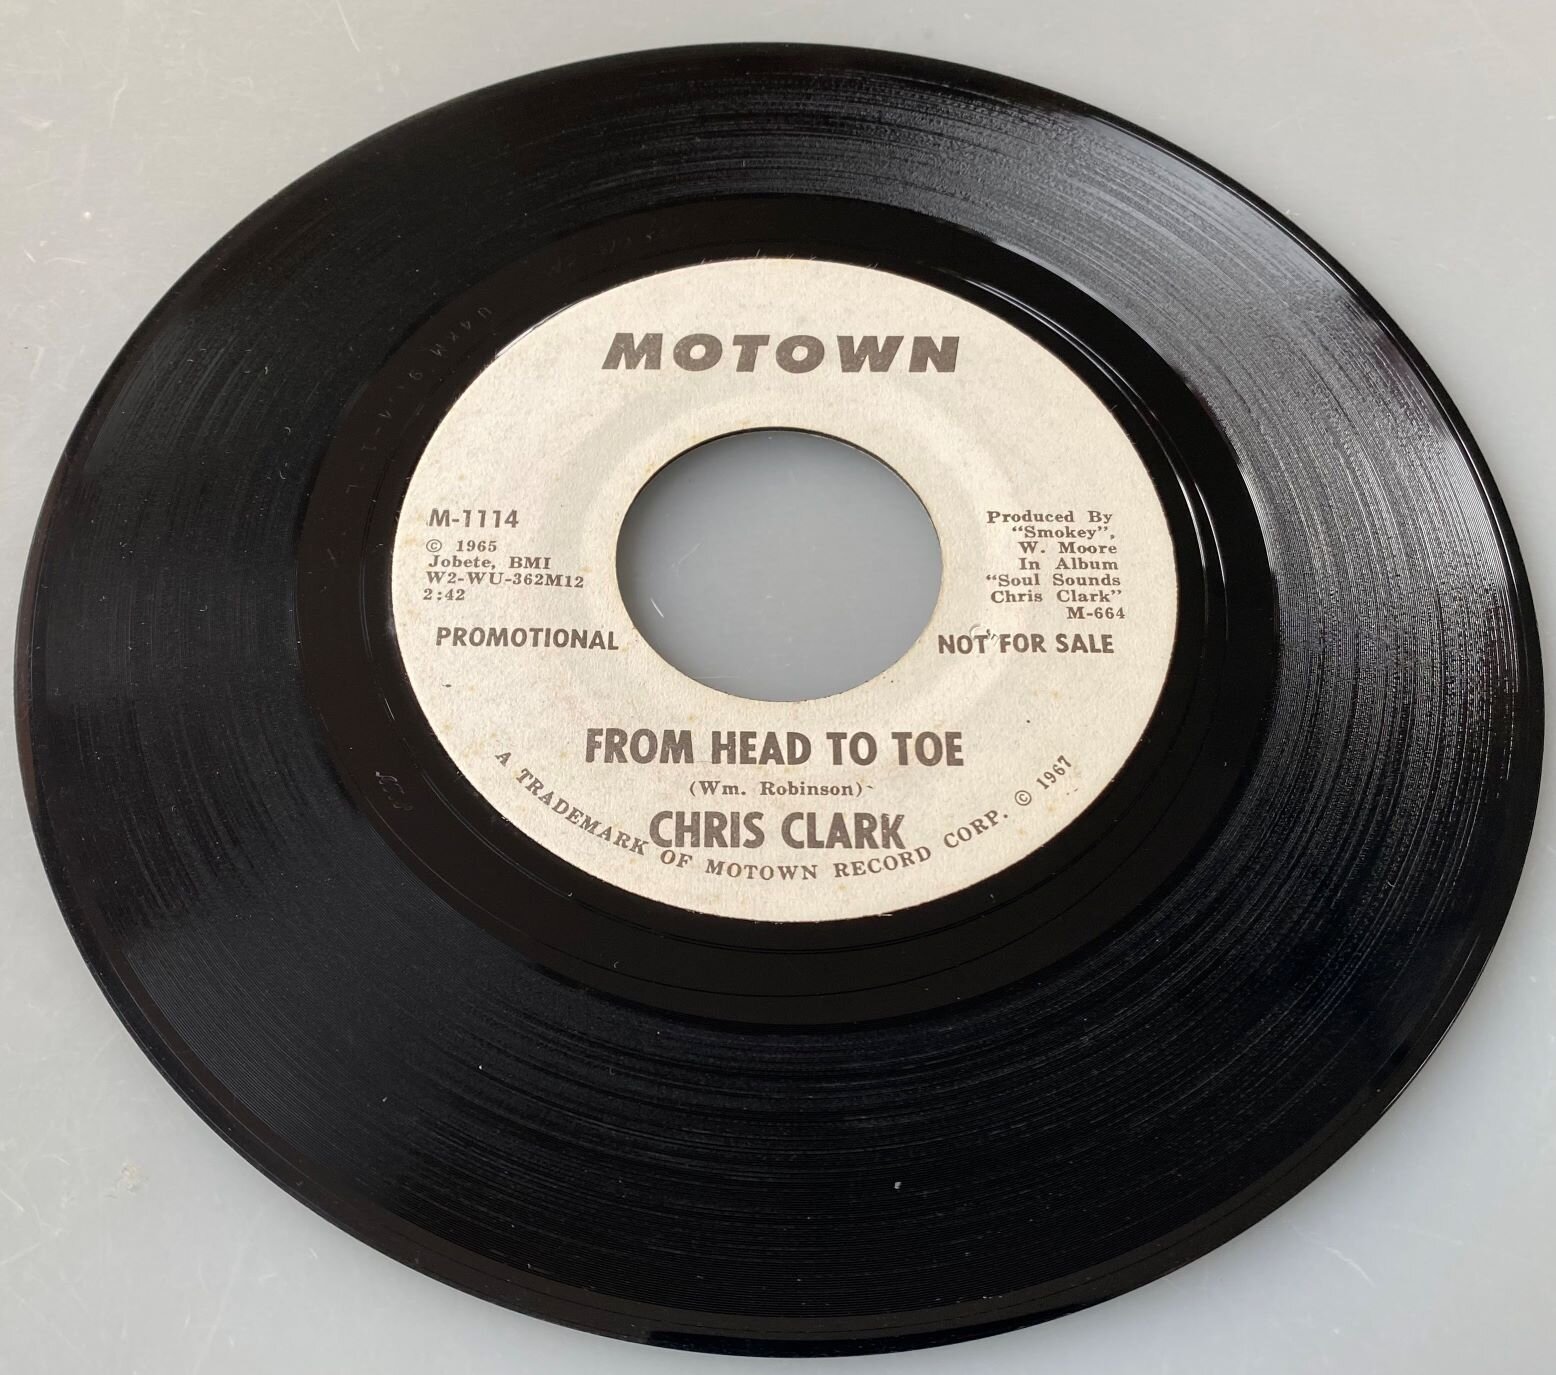 MOTOWN
M-1114
© 1965
Jobete, BMI
W2-WU-362M12
2:42
PROMOTIONAL
Produced By
"Smokey",
W. Moore
In Album
"Soul Sounds
Chris Clark"
M-664
NOT FOR SALE
FROM HEAD TO TOE
(Wm. Robinson)
CHRIS CLARK
A TRADEMARK OF MOTOWN RECORD CORP. © 1967